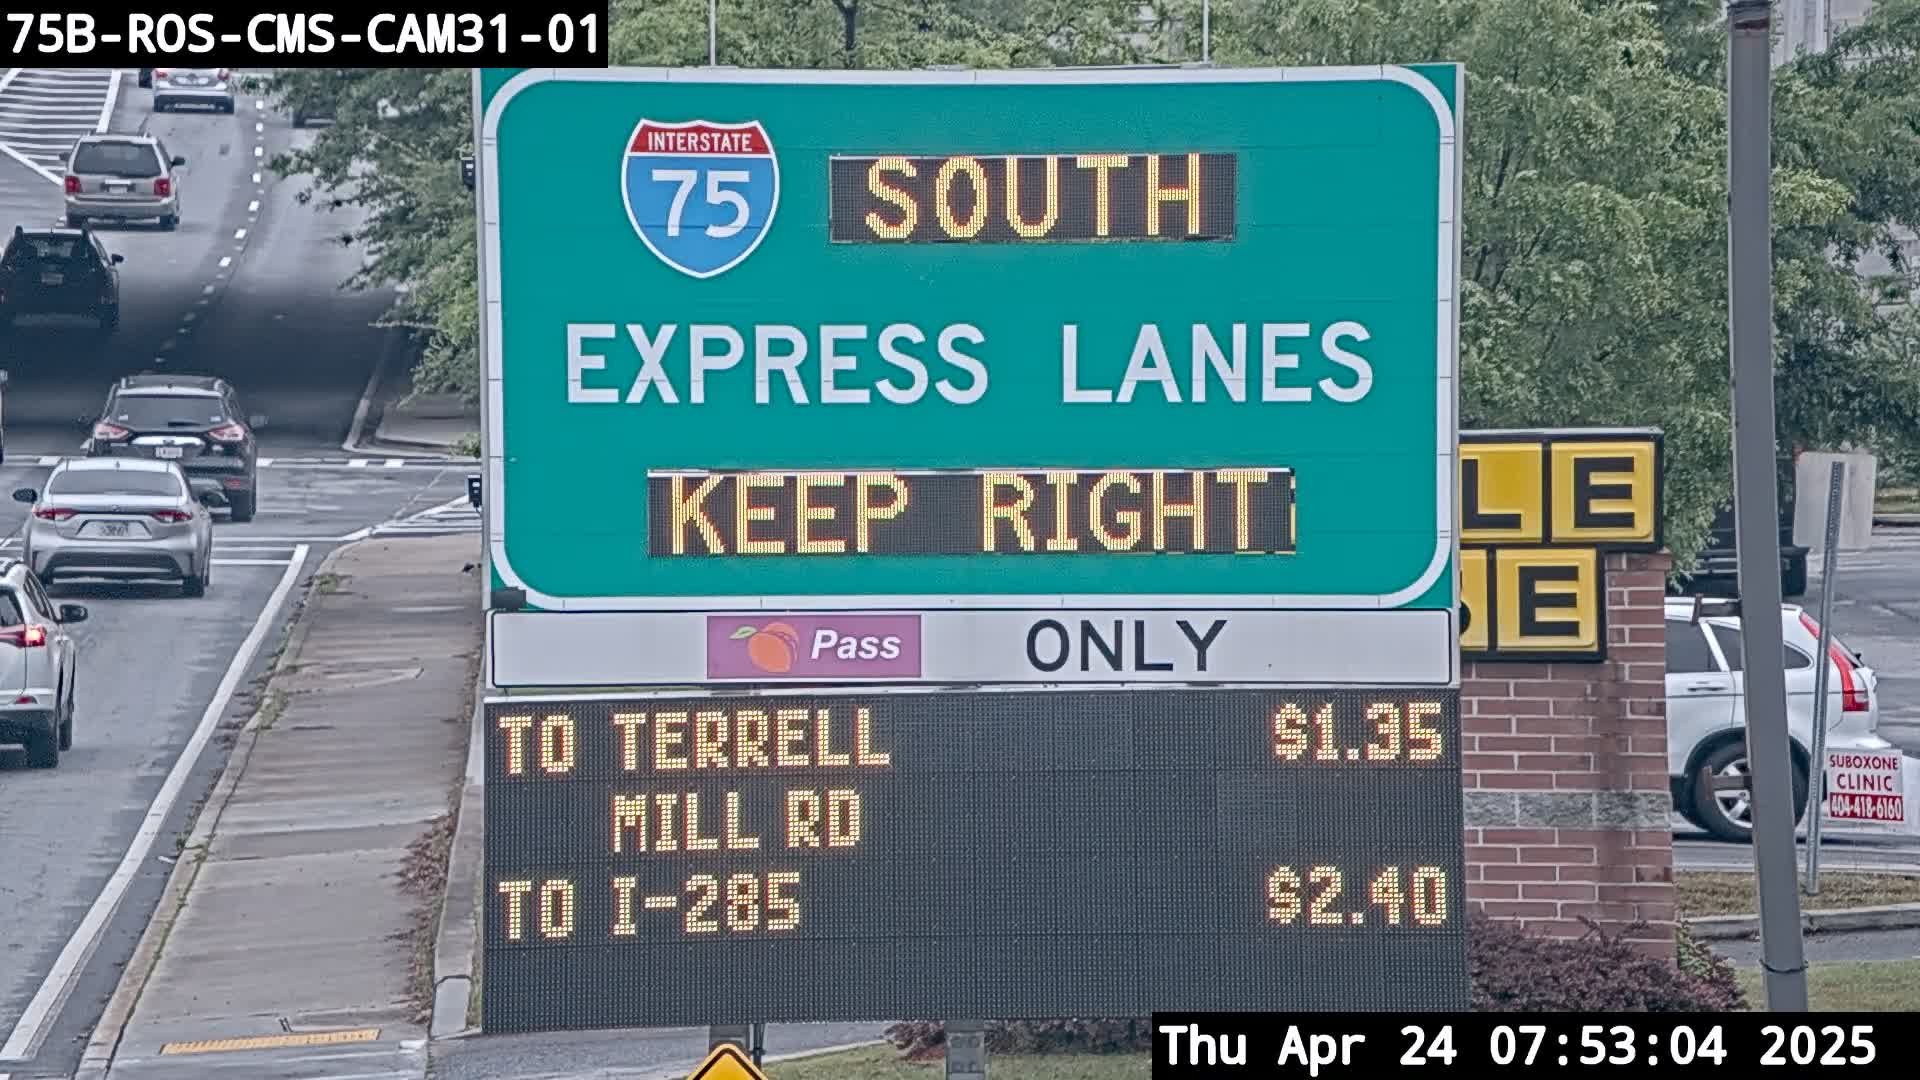 75B-ROS-CMS-CAM31-01
INTERSTATE
75
SOUTH
EXPRESS LANES
KEEP RIGHT
Pass ONLY
TO TERRELL $1.35
MILL RD
TO I-285 $2.40
LE
E
SUBOXONE
CLINIC
404-418-6160
Thu Apr 24 07:53:04 2025